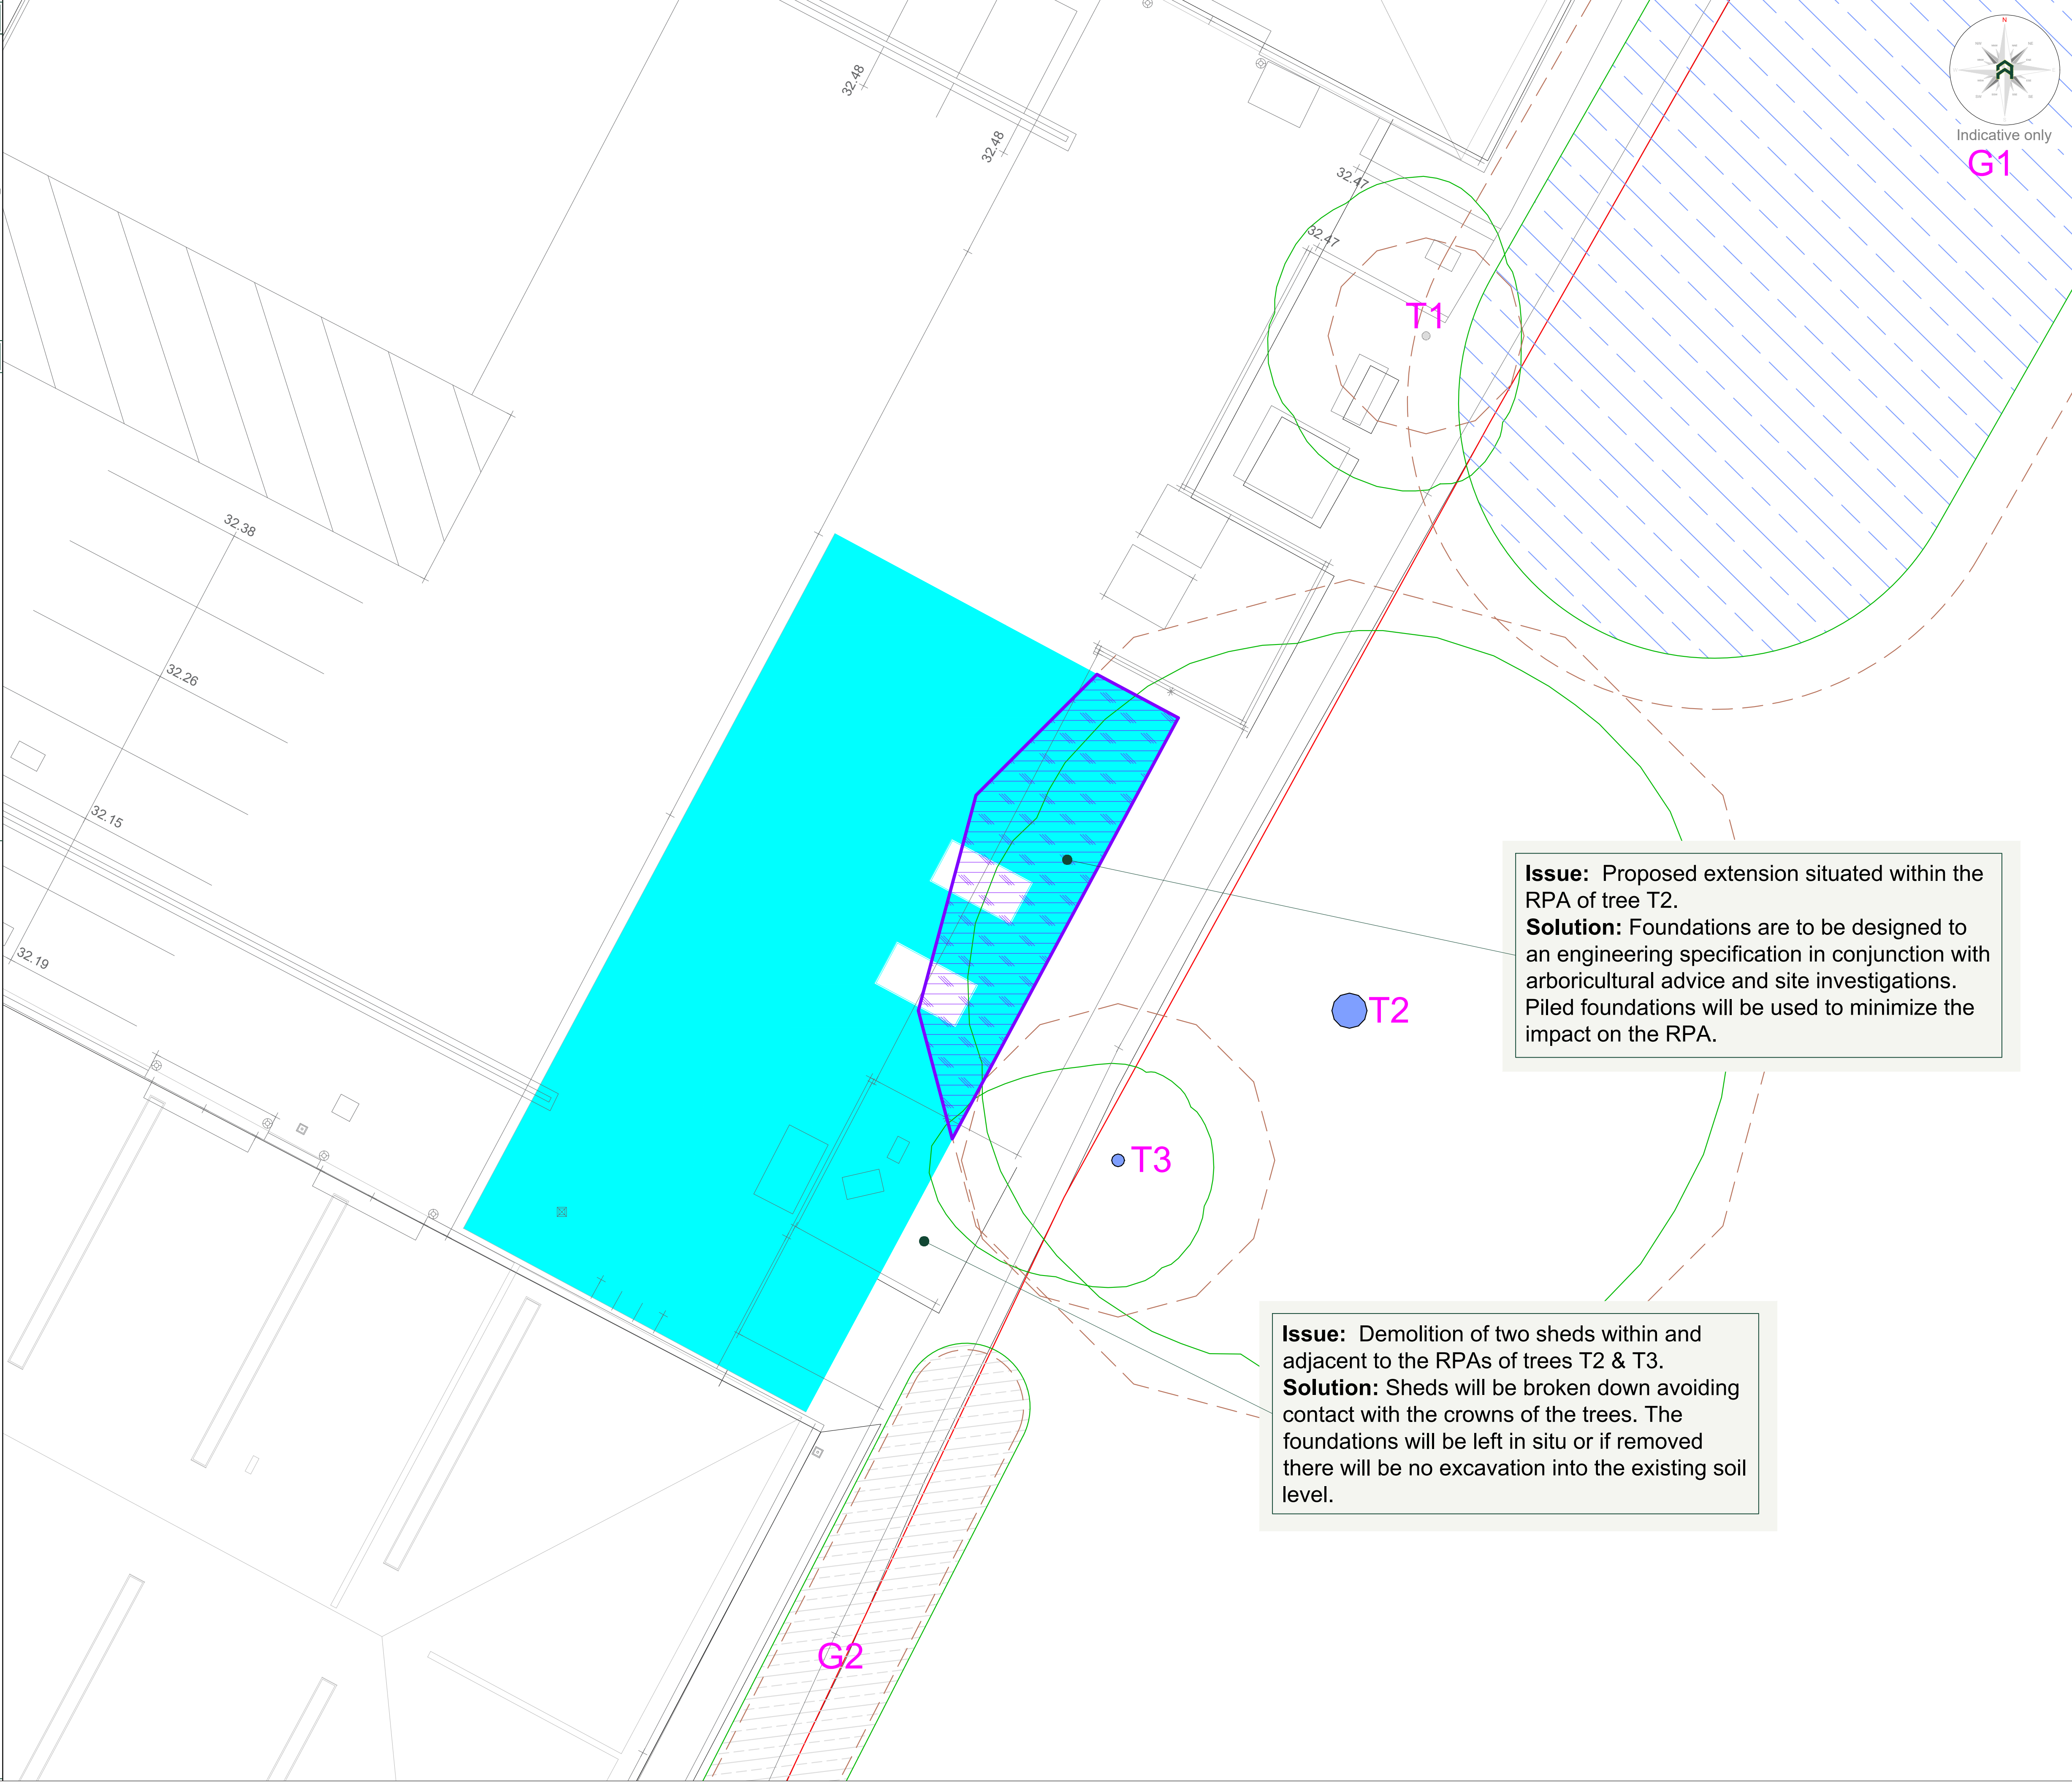 N
Indicative only
G1
32.48
32.48
32.47
32.47
T1
32.38
32.26
32.15
32.19
Issue: Proposed extension situated within the
RPA of tree T2.
Solution: Foundations are to be designed to
an engineering specification in conjunction with
arboricultural advice and site investigations.
Piled foundations will be used to minimize the
impact on the RPA.
T2
T3
Issue: Demolition of two sheds within and
adjacent to the RPAs of trees T2 & T3.
Solution: Sheds will be broken down avoiding
contact with the crowns of the trees. The
foundations will be left in situ or if removed
there will be no excavation into the existing soil
level.
G2